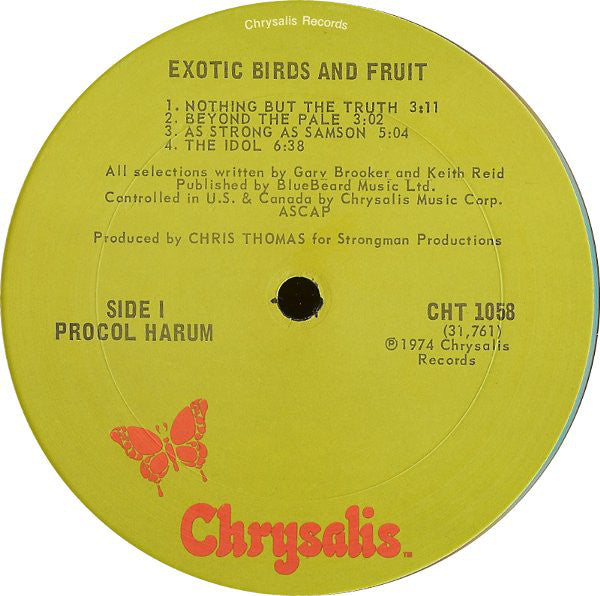 Chrysalis Records
EXOTIC BIRDS AND FRUIT
1. NOTHING BUT THE TRUTH 3:11
2. BEYOND THE PALE 3:02
3. AS STRONG AS SAMSON 5:04
4. THE IDOL 6:38
All selections written by Gary Brooker and Keith Reid
Published by BlueBeard Music Ltd.
Controlled in U.S. & Canada by Chrysalis Music Corp.
ASCAP
Produced by CHRIS THOMAS for Strongman Productions
SIDE I
PROCOL HARUM
CHT 1058
(31,761)
℗1974 Chrysalis
Records
Chrysalis™